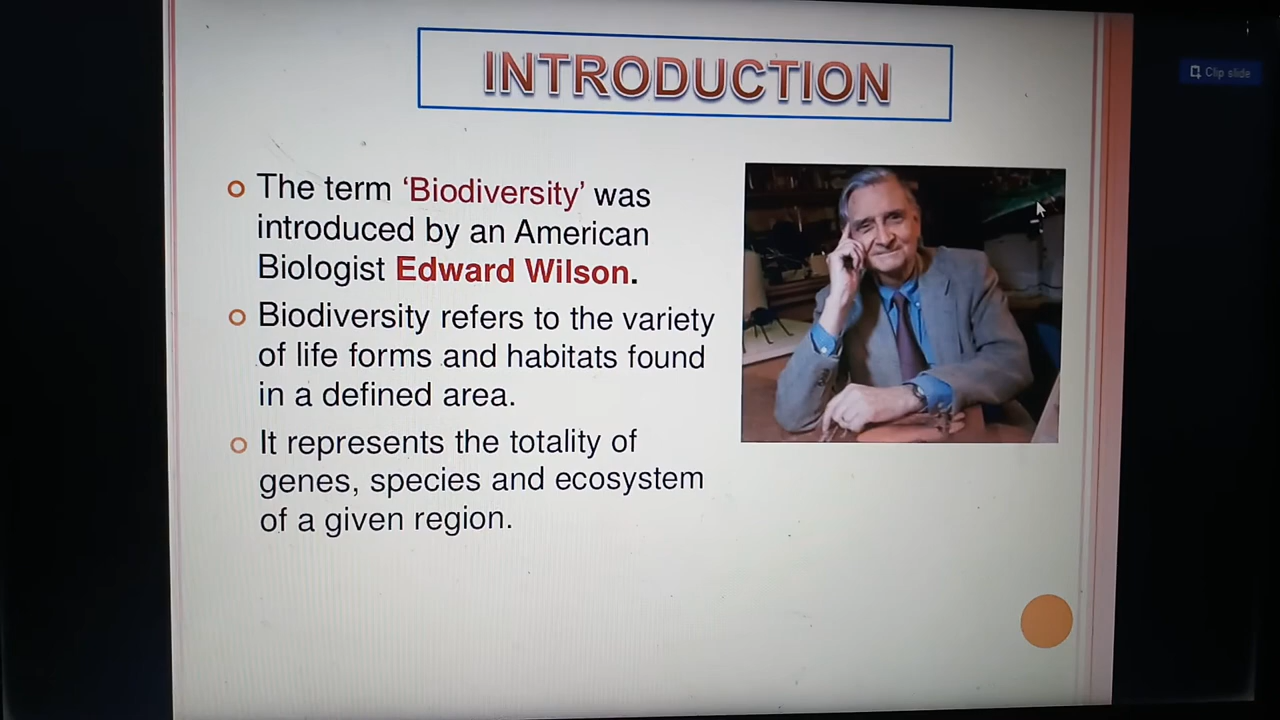 INTRODUCTION
Clip slide
The term ‘Biodiversity’ was
introduced by an American
Biologist Edward Wilson.
Biodiversity refers to the variety
of life forms and habitats found
in a defined area.
It represents the totality of
genes, species and ecosystem
of a given region.